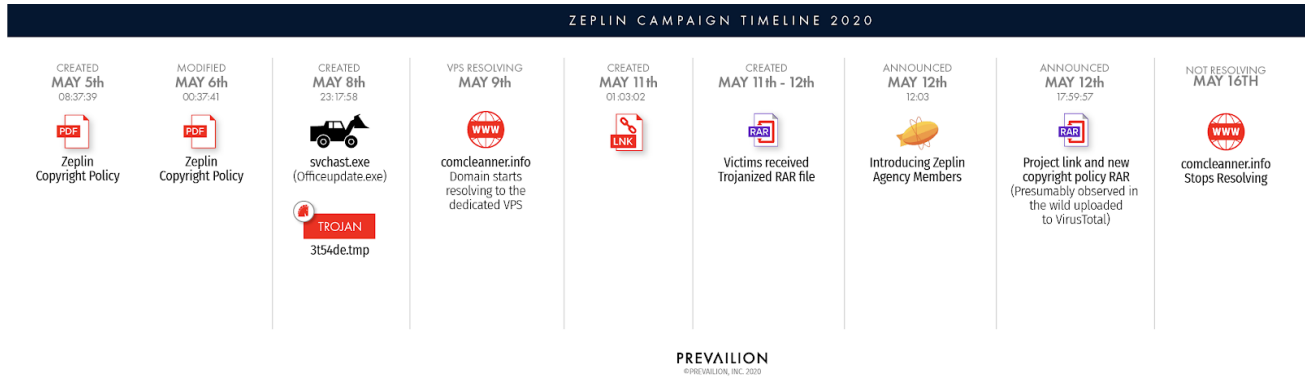 ZEPLIN CAMPAIGN TIMELINE 2020
CREATED
MAY 5th
08:37:39
PDF
Zeplin
Copyright Policy
MODIFIED
MAY 6th
00:37:41
PDF
Zeplin
Copyright Policy
CREATED
MAY 8th
23:17:58
svchast.exe
(Officeupdate.exe)
TROJAN
3t54de.tmp
VPS RESOLVING
MAY 9th
WWW
comcleanner.info
Domain starts
resolving to the
dedicated VPS
CREATED
MAY 11th
01:03:02
LNK
CREATED
MAY 11th - 12th
RAR
Victims received
Trojanized RAR file
ANNOUNCED
MAY 12th
12:03
Introducing Zeplin
Agency Members
ANNOUNCED
MAY 12th
17:59:57
RAR
Project link and new
copyright policy RAR
(Presumably observed in
the wild uploaded
to VirusTotal)
NOT RESOLVING
MAY 16TH
WWW
comcleanner.info
Stops Resolving
PREVAILION
©PREVAILION, INC. 2020